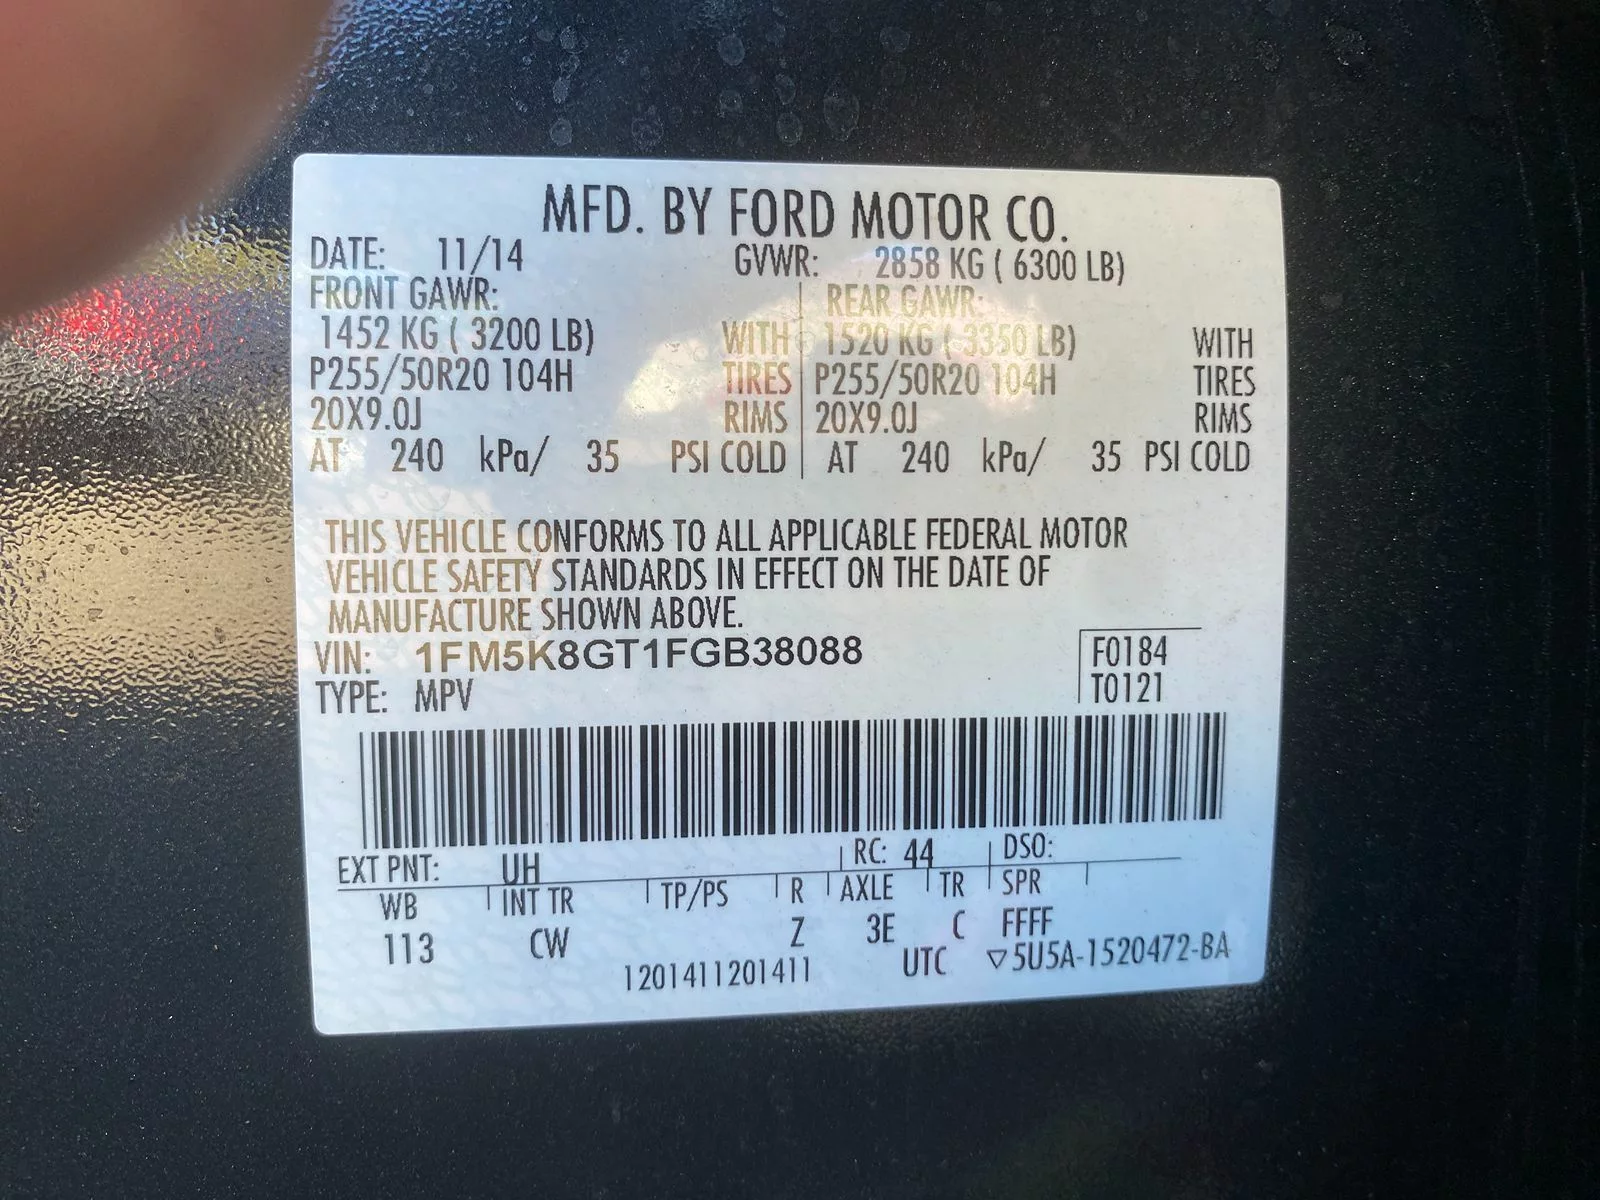 MFD. BY FORD MOTOR CO.
DATE: 11/14 GVWR: 2858 KG ( 6300 LB)
FRONT GAWR: REAR GAWR:
1452 KG ( 3200 LB) WITH 1520 KG ( 3350 LB) WITH
P255/50R20 104H TIRES P255/50R20 104H TIRES
20X9.0J RIMS 20X9.0J RIMS
AT 240 kPa/ 35 PSI COLD AT 240 kPa/ 35 PSI COLD
THIS VEHICLE CONFORMS TO ALL APPLICABLE FEDERAL MOTOR
VEHICLE SAFETY STANDARDS IN EFFECT ON THE DATE OF
MANUFACTURE SHOWN ABOVE.
VIN: 1FM5K8GT1FGB38088 F0184
TYPE: MPV T0121
EXT PNT: UH RC: 44 DSO:
WB INT TR TP/PS R AXLE TR SPR
113 CW Z 3E C FFFF
1201411201411 UTC ▽5U5A-1520472-BA